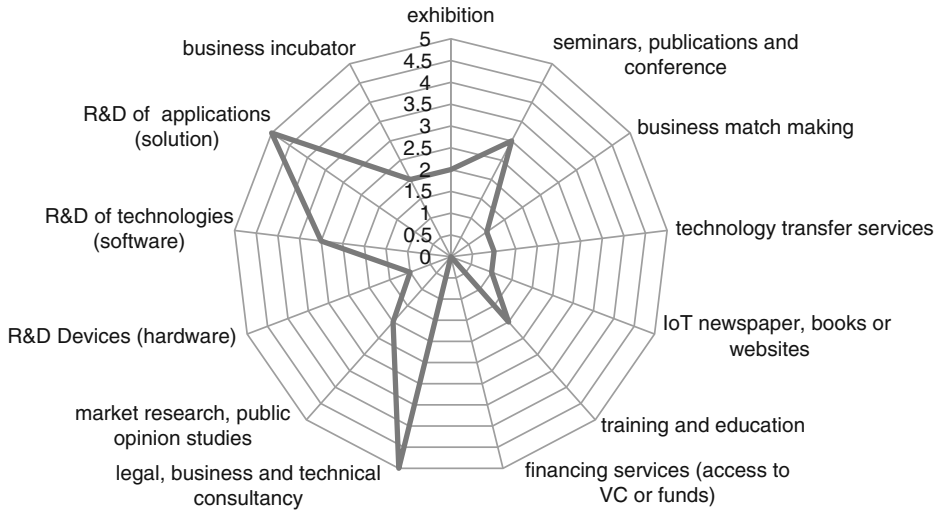 exhibition
seminars, publications and
conference
business match making
technology transfer services
IoT newspaper, books or
websites
training and education
financing services (access to
VC or funds)
legal, business and technical
consultancy
market research, public
opinion studies
R&D Devices (hardware)
R&D of technologies
(software)
R&D of applications
(solution)
business incubator
5
4.5
4
3.5
3
2.5
2
1.5
1
0.5
0